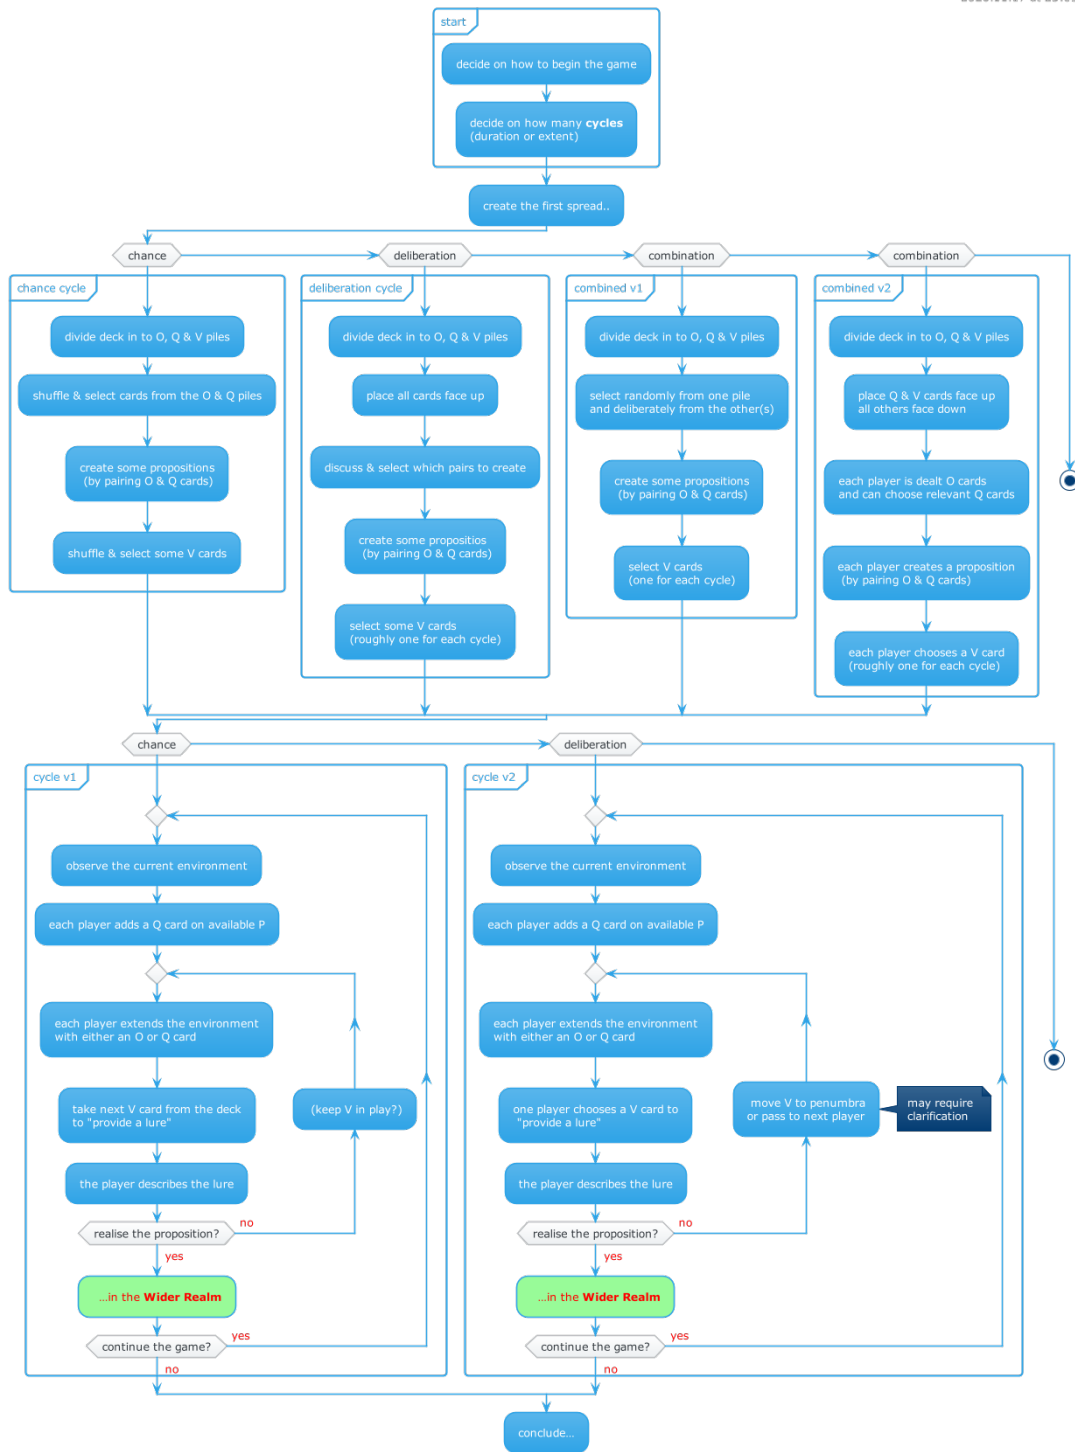 start
decide on how to begin the game
decide on how many cycles
(duration or extent)
create the first spread..
chance
deliberation
combination
combination
chance cycle
divide deck in to O, Q & V piles
shuffle & select cards from the O & Q piles
create some propositions
(by pairing O & Q cards)
shuffle & select some V cards
deliberation cycle
divide deck in to O, Q & V piles
place all cards face up
discuss & select which pairs to create
create some propositios
(by pairing O & Q cards)
select some V cards
(roughly one for each cycle)
combined v1
divide deck in to O, Q & V piles
select randomly from one pile
and deliberately from the other(s)
create some propositions
(by pairing O & Q cards)
select V cards
(one for each cycle)
combined v2
divide deck in to O, Q & V piles
place Q & V cards face up
all others face down
each player is dealt O cards
and can choose relevant Q cards
each player creates a proposition
(by pairing O & Q cards)
each player chooses a V card
(roughly one for each cycle)
chance
deliberation
cycle v1
observe the current environment
each player adds a Q card on available P
each player extends the environment
with either an O or Q card
take next V card from the deck
to "provide a lure"
(keep V in play?)
the player describes the lure
realise the proposition?
no
yes
...in the Wider Realm
continue the game?
yes
no
cycle v2
observe the current environment
each player adds a Q card on available P
each player extends the environment
with either an O or Q card
one player chooses a V card to
"provide a lure"
move V to penumbra
or pass to next player
may require
clarification
the player describes the lure
realise the proposition?
no
yes
...in the Wider Realm
continue the game?
yes
no
conclude...